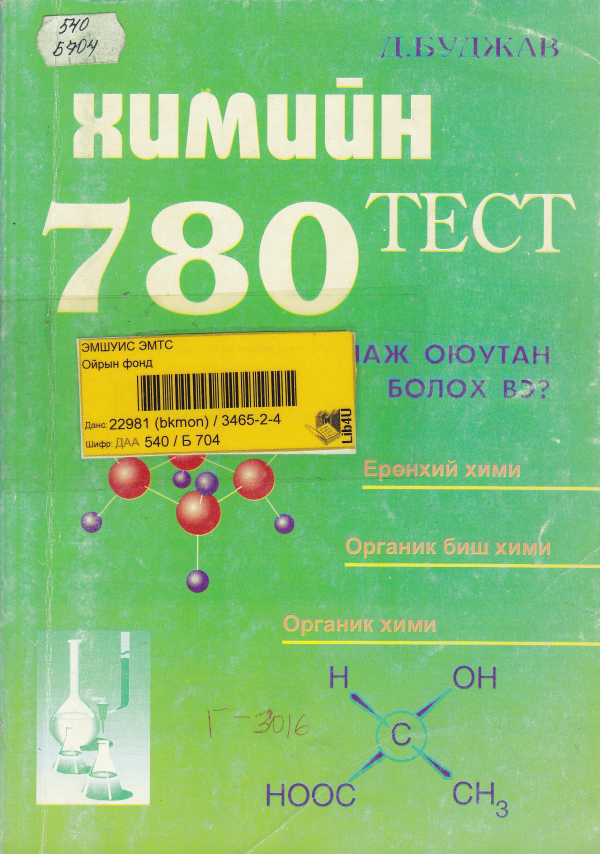 540
Б704
Д.БУДЖАВ
ХИМИЙН
780 ТЕСТ
ЭМШУИС ЭМТС
Ойрын фонд
Данс: 22981 (bkmon) / 3465-2-4
Шифр: ДАА 540 / Б 704
Lib4U
ОЮУТАН
БОЛОХ ВЭ?
Ерөнхий хими
Органик биш хими
Органик хими
H OH
C
HOOC CH3
Г-3016